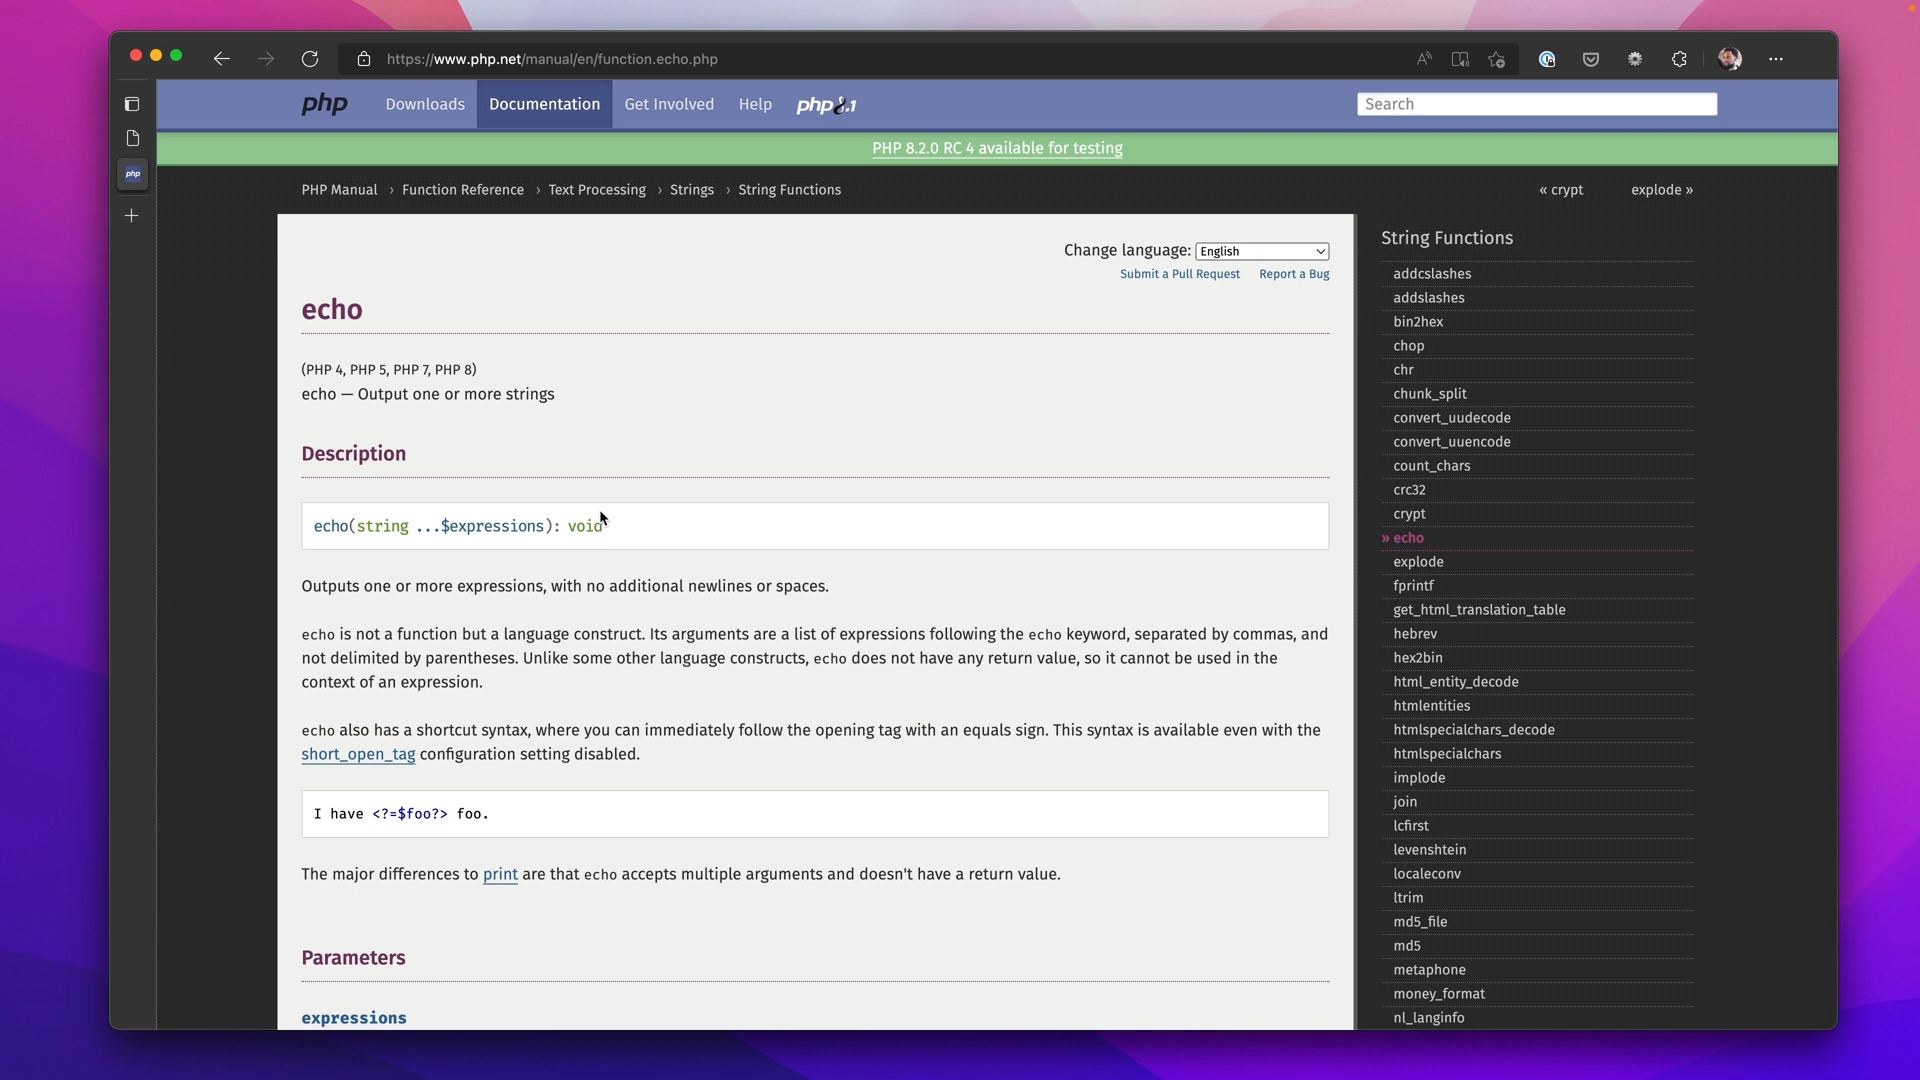 https://www.php.net/manual/en/function.echo.php
php
Downloads
Documentation
Get Involved
Help
php8.1
Search
PHP 8.2.0 RC 4 available for testing
php
PHP Manual › Function Reference › Text Processing › Strings › String Functions
« crypt
explode »
Change language: English
Submit a Pull Request Report a Bug
echo
(PHP 4, PHP 5, PHP 7, PHP 8)
echo — Output one or more strings
Description
echo(string ...$expressions): void
Outputs one or more expressions, with no additional newlines or spaces.
echo is not a function but a language construct. Its arguments are a list of expressions following the echo keyword, separated by commas, and
not delimited by parentheses. Unlike some other language constructs, echo does not have any return value, so it cannot be used in the
context of an expression.
echo also has a shortcut syntax, where you can immediately follow the opening tag with an equals sign. This syntax is available even with the
short_open_tag configuration setting disabled.
I have <?=$foo?> foo.
The major differences to print are that echo accepts multiple arguments and doesn't have a return value.
Parameters
expressions
String Functions
addcslashes
addslashes
bin2hex
chop
chr
chunk_split
convert_uudecode
convert_uuencode
count_chars
crc32
crypt
» echo
explode
fprintf
get_html_translation_table
hebrev
hex2bin
html_entity_decode
htmlentities
htmlspecialchars_decode
htmlspecialchars
implode
join
lcfirst
levenshtein
localeconv
ltrim
md5_file
md5
metaphone
money_format
nl_langinfo